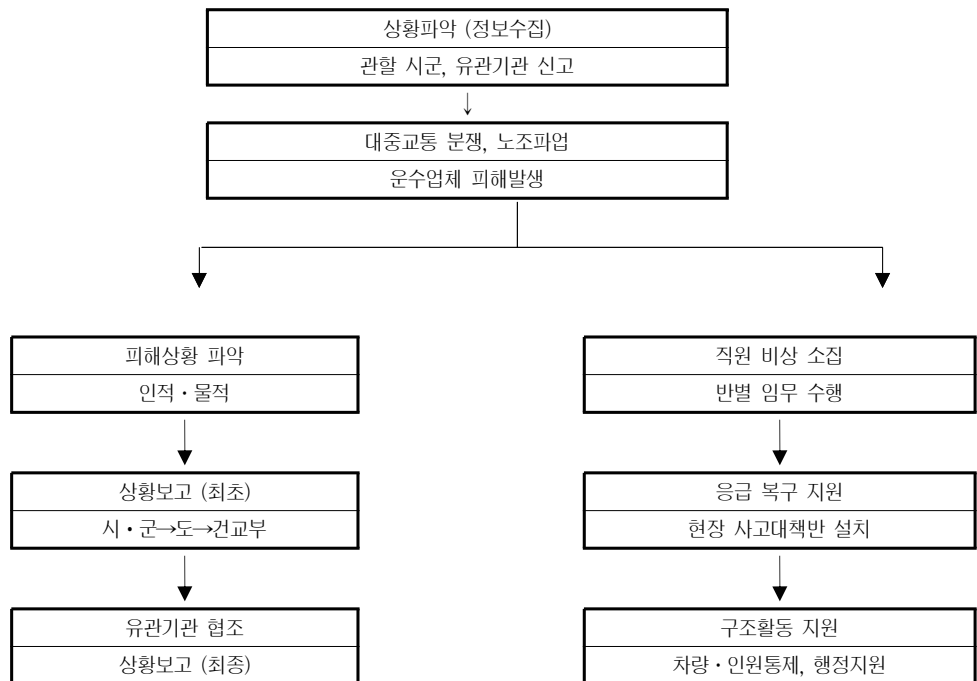 상황파악 (정보수집)
관할 시군, 유관기관 신고
↓
대중교통 분쟁, 노조파업
운수업체 피해발생
피해상황 파악
인적·물적
직원 비상 소집
반별 임무 수행
상황보고 (최초)
시·군→도→건교부
응급 복구 지원
현장 사고대책반 설치
유관기관 협조
상황보고 (최종)
구조활동 지원
차량·인원통제, 행정지원